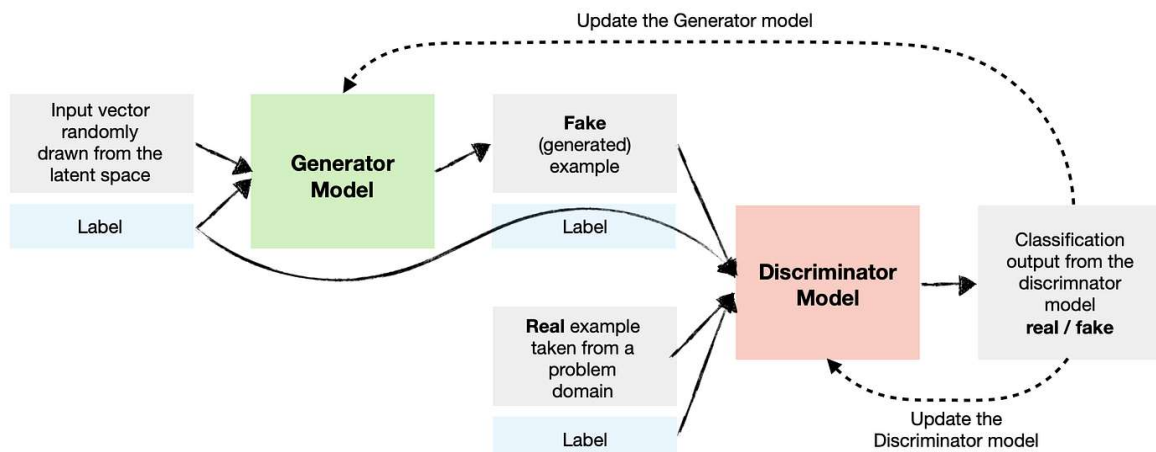 Update the Generator model
Input vector
randomly
drawn from the
latent space
Label
Generator
Model
Fake
(generated)
example
Label
Real example
taken from a
problem
domain
Label
Discriminator
Model
Classification
output from the
discrimnator
model
real / fake
Update the
Discriminator model